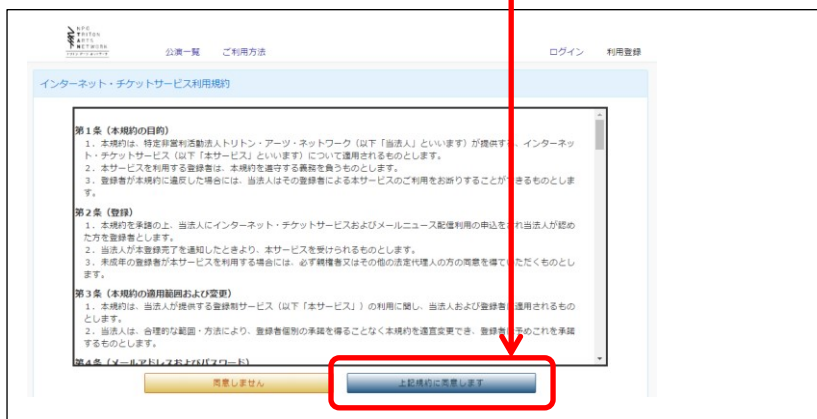 NPO
TRITON
ARTS
NETWORK
公演一覧 ご利用方法 ログイン 利用登録
インターネット・チケットサービス利用規約
第1条（本規約の目的）
1．本規約は、特定非営利活動法人トリトン・アーツ・ネットワーク（以下「当法人」といいます）が提供する、インターネッ
ト・チケットサービス（以下「本サービス」といいます）について適用されるものとします。
2．本サービスを利用する登録者は、本規約を遵守する義務を負うものとします。
3．登録者が本規約に違反した場合には、当法人はその登録者による本サービスのご利用をお断りすることができるものとしま
す。
第2条（登録）
1．本規約を承諾の上、当法人にインターネット・チケットサービスおよびメールニュース配信利用の申込をされ当法人が認め
た方を登録者とします。
2．当法人が本登録完了を通知したときより、本サービスを受けられるものとします。
3．未成年の登録者が本サービスを利用する場合には、必ず親権者又はその他の法定代理人の方の同意を得ていただくものとし
ます。
第3条（本規約の適用範囲および変更）
1．本規約は、当法人が提供する登録制サービス（以下「本サービス」）の利用に関し、当法人および登録者に適用されるもの
とします。
2．当法人は、合理的な範囲・方法により、登録者個別の承諾を得ることなく本規約を適宜変更でき、登録者は予めこれを承諾
するものとします。
第4条（メールアドレスおよびパスワード）
同意しません 上記規約に同意します